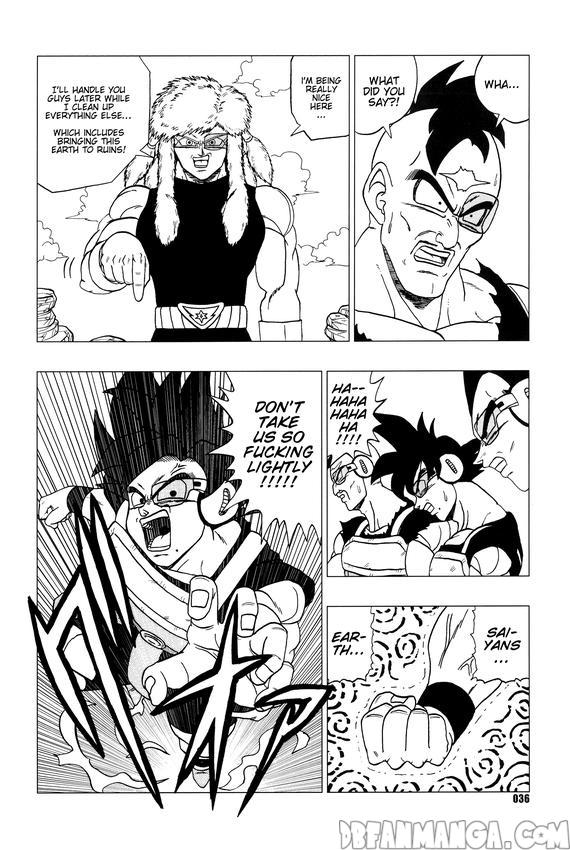 WHA...
WHAT
DID YOU
SAY?!
I'M BEING
REALLY
NICE
HERE
...
I'LL HANDLE YOU
GUYS LATER WHILE
I CLEAN UP
EVERYTHING ELSE...
WHICH INCLUDES
BRINGING THIS
EARTH TO RUINS!
HA--
HAHA
HAHA
HA
!!!!
SAI-
YANS
...
EAR-
TH...
DON'T
TAKE
US SO
FUCKING
LIGHTLY
!!!!!
036
DBFANMANGA.COM